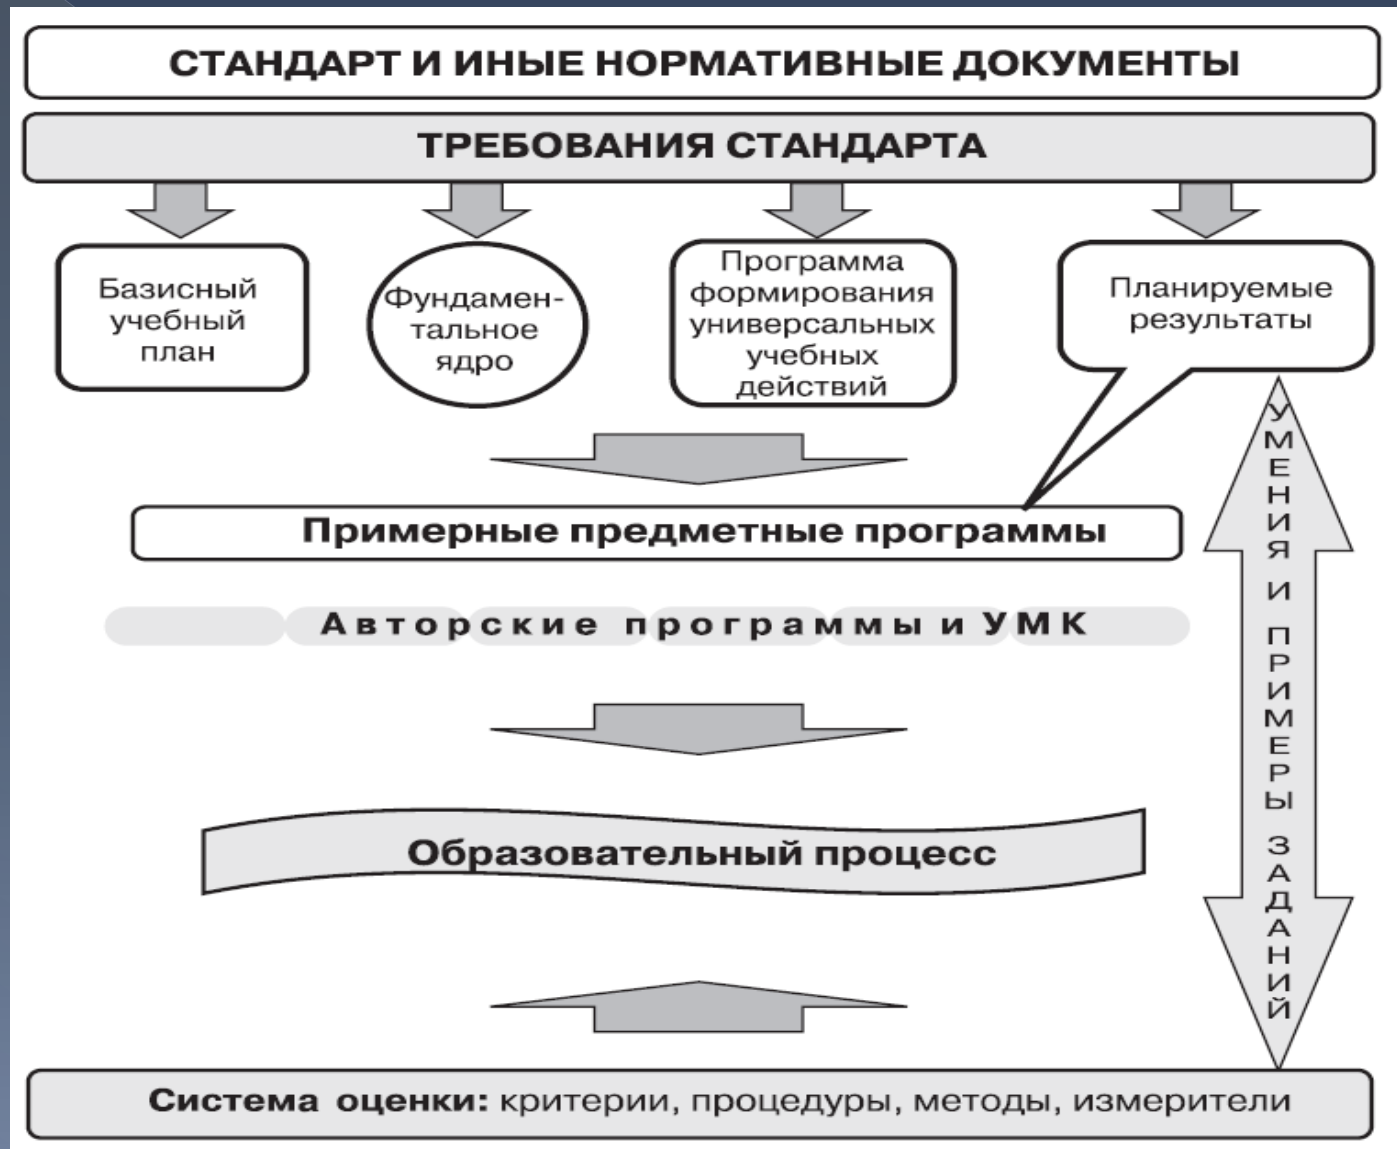 СТАНДАРТ И ИНЫЕ НОРМАТИВНЫЕ ДОКУМЕНТЫ
ТРЕБОВАНИЯ СТАНДАРТА
Базисный
учебный
план
Фундамен-
тальное
ядро
Программа
формирования
универсальных
учебных
действий
Планируемые
результаты
УМЕНИЯ И ПРИМЕРЫ ЗАДАНИЙ
Примерные предметные программы
Авторские программы и УМК
Образовательный процесс
Система оценки: критерии, процедуры, методы, измерители